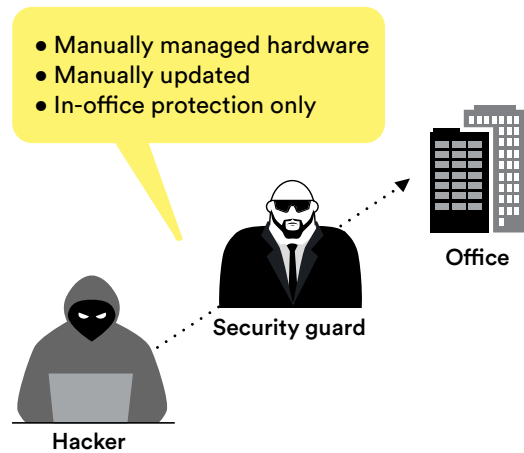 ● Manually managed hardware
● Manually updated
● In-office protection only
Office
Security guard
Hacker